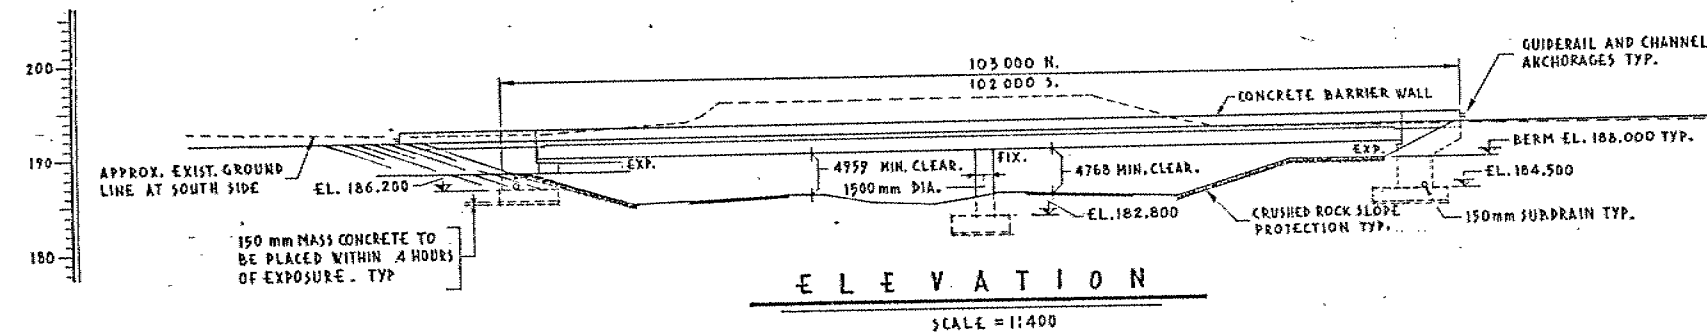 200
190
180
103 000 N.
102 000 S.
GUIDERAIL AND CHANNEL
ANCHORAGES TYP.
CONCRETE BARRIER WALL
APPROX. EXIST. GROUND
LINE AT SOUTH SIDE
EL. 186,200
EXP.
4959 MIN. CLEAR.
1500 mm DIA.
FIX.
4768 MIN. CLEAR.
EXP.
BERM EL. 188.000 TYP.
EL. 184,500
EL. 182,800
CRUSHED ROCK SLOPE
PROTECTION TYP.
150mm SUBDRAIN TYP.
150 mm MASS CONCRETE TO
BE PLACED WITHIN 4 HOURS
OF EXPOSURE. TYP
ELEVATION
SCALE = 1:400